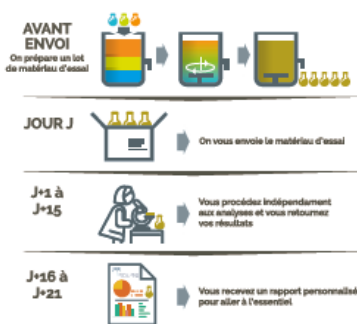 AVANT
ENVOI
On prépare un lot
de matériau d'essai
JOUR J
On vous envoie le matériau d'essai
J+1 à
J+15
Vous procédez indépendamment
aux analyses et vous retournez
vos résultats
J+16 à
J+21
Vous recevez un rapport personnalisé
pour aller à l'essentiel